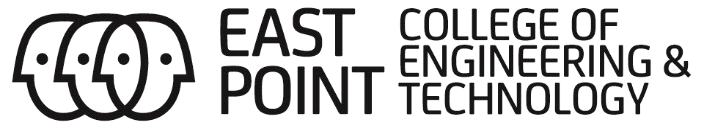 EAST
POINT
COLLEGE OF
ENGINEERING &
TECHNOLOGY